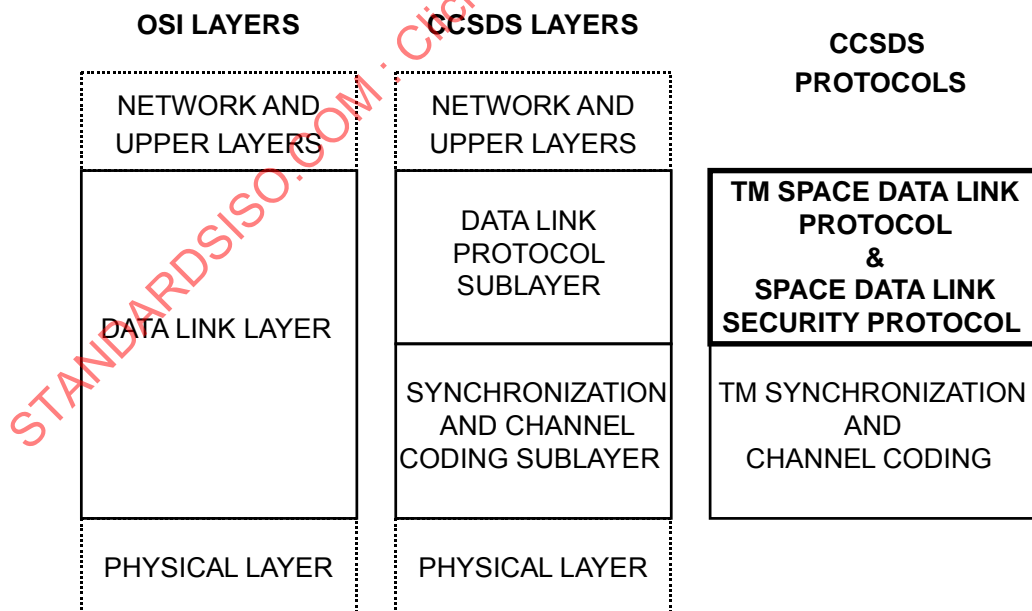 OSI LAYERS
CCSDS LAYERS
CCSDS
PROTOCOLS
NETWORK AND
UPPER LAYERS
DATA LINK LAYER
PHYSICAL LAYER
NETWORK AND
UPPER LAYERS
DATA LINK
PROTOCOL
SUBLAYER
SYNCHRONIZATION
AND CHANNEL
CODING SUBLAYER
PHYSICAL LAYER
TM SPACE DATA LINK
PROTOCOL
&
SPACE DATA LINK
SECURITY PROTOCOL
TM SYNCHRONIZATION
AND
CHANNEL CODING
STANDARDSISO.COM : Click